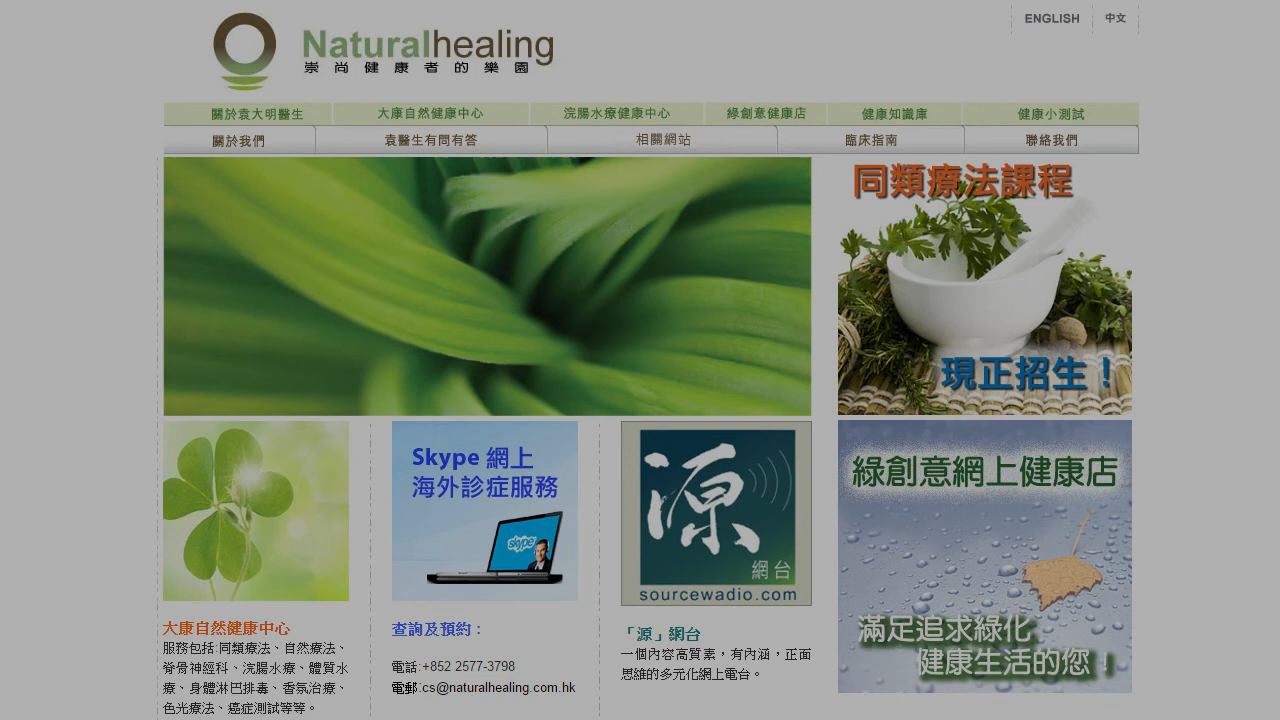 ENGLISH
中文
Naturalhealing
崇尚健康者的樂園
關於袁大明醫生
大康自然健康中心
浣腸水療健康中心
綠創意健康店
健康知識庫
健康小測試
關於我們
袁醫生有問有答
相關網站
臨床指南
聯絡我們
同類療法課程
現正招生！
Skype 網上
海外診症服務
skype
源
網台
sourcewadio.com
綠創意網上健康店
滿足追求綠化
健康生活的您！
大康自然健康中心
服務包括:同類療法、自然療法、
脊骨神經科、浣腸水療、體態治
療、身體淋巴排毒、香薰治療、
色光療法、癌症測試等等。
查詢及預約：
電話:+852 2577-3798
電郵:cs@naturalhealing.com.hk
「源」網台
一個內容高質素，有內涵，正面
思維的多元化網上電台。